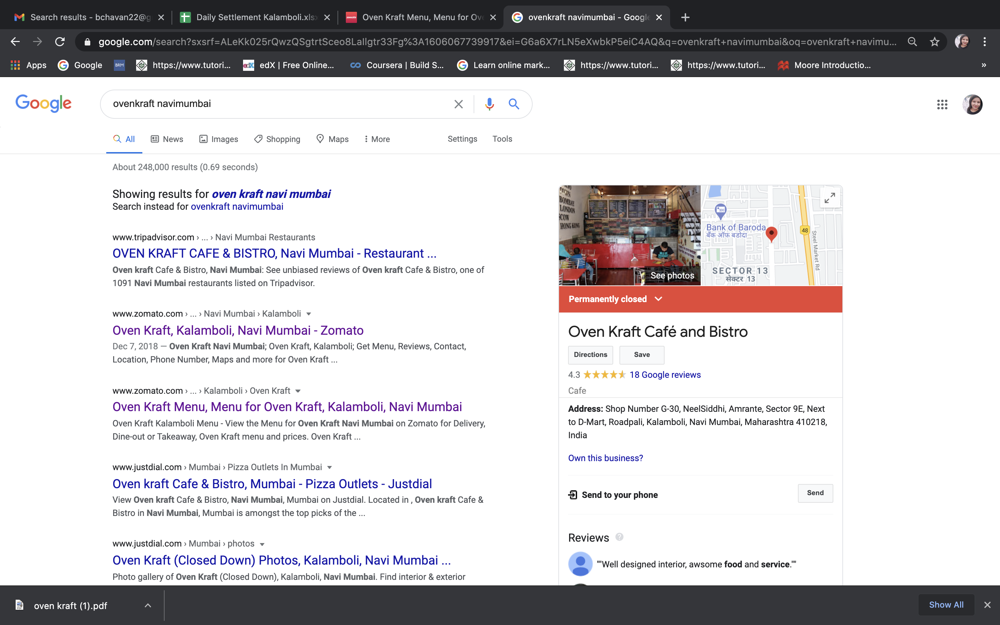 Search results - bchavan22@g
Daily Settlement Kalamboli.xlsx
zomato
Oven Kraft Menu, Menu for Ove
ovenkraft navimumbai - Google
google.com/search?sxsrf=ALeKk025rQwzQSgtrtSceo8LaIlgtr33Fg%3A1606067739917&ei=G6a6X7rLN5eXwbkP5eiC4AQ&q=ovenkraft+navimumbai&oq=ovenkraft+navimu...
Apps
Google
BRM
https://www.tutori...
edX | Free Online...
Coursera | Build S...
Learn online mark...
https://www.tutori...
https://www.tutori...
Moore Introductio...
»
Google
ovenkraft navimumbai
All
News
Images
Shopping
Maps
More
Settings
Tools
About 248,000 results (0.69 seconds)
Showing results for oven kraft navi mumbai
Search instead for ovenkraft navimumbai
www.tripadvisor.com › ... › Navi Mumbai Restaurants
OVEN KRAFT CAFE & BISTRO, Navi Mumbai - Restaurant ...
Oven kraft Cafe & Bistro, Navi Mumbai: See unbiased reviews of Oven kraft Cafe & Bistro, one of
1091 Navi Mumbai restaurants listed on Tripadvisor.
www.zomato.com › ... › Navi Mumbai › Kalamboli
Oven Kraft, Kalamboli, Navi Mumbai - Zomato
Dec 7, 2018 — Oven Kraft Navi Mumbai; Oven Kraft, Kalamboli; Get Menu, Reviews, Contact,
Location, Phone Number, Maps and more for Oven Kraft ...
www.zomato.com › ... › Kalamboli › Oven Kraft
Oven Kraft Menu, Menu for Oven Kraft, Kalamboli, Navi Mumbai
Oven Kraft Kalamboli Menu - View the Menu for Oven Kraft Navi Mumbai on Zomato for Delivery,
Dine-out or Takeaway, Oven Kraft menu and prices. Oven Kraft ...
www.justdial.com › Mumbai › Pizza Outlets In Mumbai
Oven kraft Cafe & Bistro, Mumbai - Pizza Outlets - Justdial
View Oven kraft Cafe & Bistro, Navi Mumbai, Mumbai on Justdial. Located in , Oven kraft Cafe &
Bistro in Navi Mumbai, Mumbai is amongst the top picks of the ...
www.justdial.com › Mumbai › photos
Oven Kraft (Closed Down) Photos, Kalamboli, Navi Mumbai ...
Photo gallery of Oven Kraft (Closed Down), Kalamboli, Navi Mumbai. Find interior & exterior
BOMBAY
LONDON
HONG KONG
See photos
100
Bank of Baroda
बैंक ऑफ बडोदा
48
Steel Market Rd
SECTOR 13
सेक्टर 13
Permanently closed
Oven Kraft Café and Bistro
Directions
Save
4.3
18 Google reviews
Cafe
Address: Shop Number G-30, NeelSiddhi, Amrante, Sector 9E, Next
to D-Mart, Roadpali, Kalamboli, Navi Mumbai, Maharashtra 410218,
India
Own this business?
Send to your phone
Send
Reviews
?
""Well designed interior, awsome food and service.""
PDF
oven kraft (1).pdf
Show All